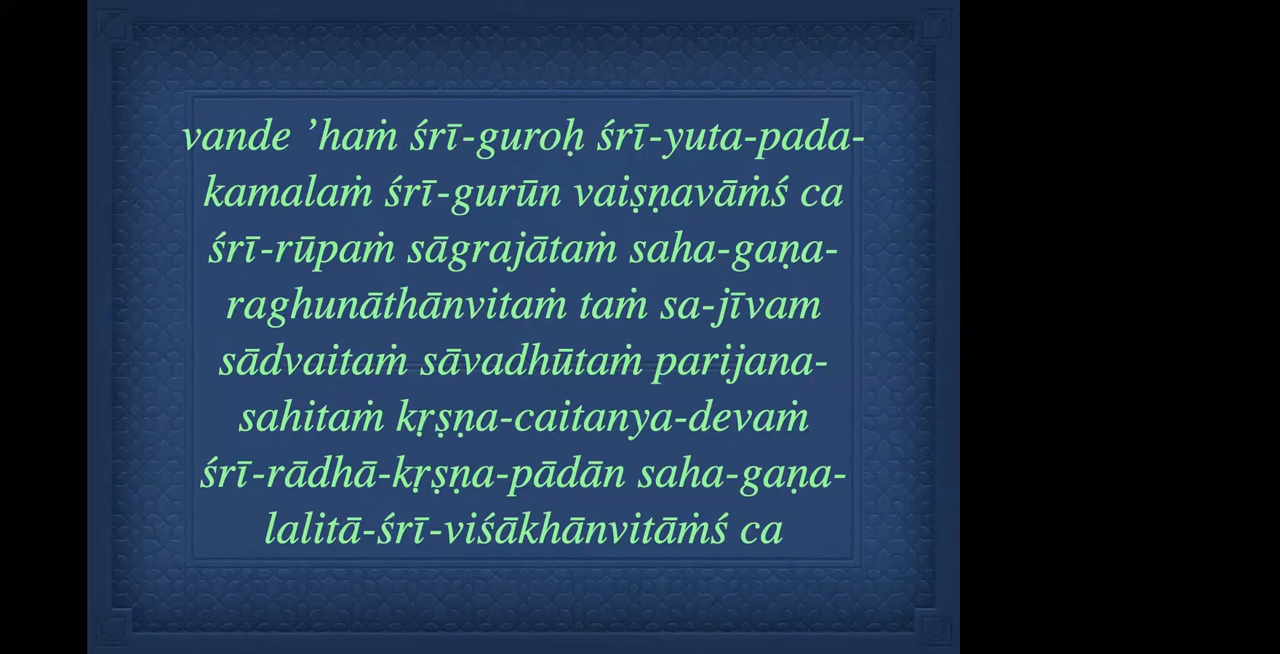 vande ’haṁ śrī-guroḥ śrī-yuta-pada-
kamalaṁ śrī-gurūn vaiṣṇavāṁś ca
śrī-rūpaṁ sāgrajātaṁ saha-gaṇa-
raghunāthānvitaṁ taṁ sa-jīvam
sādvaitaṁ sāvadhūtaṁ parijana-
sahitaṁ kṛṣṇa-caitanya-devaṁ
śrī-rādhā-kṛṣṇa-pādān saha-gaṇa-
lalitā-śrī-viśākhānvitāṁś ca